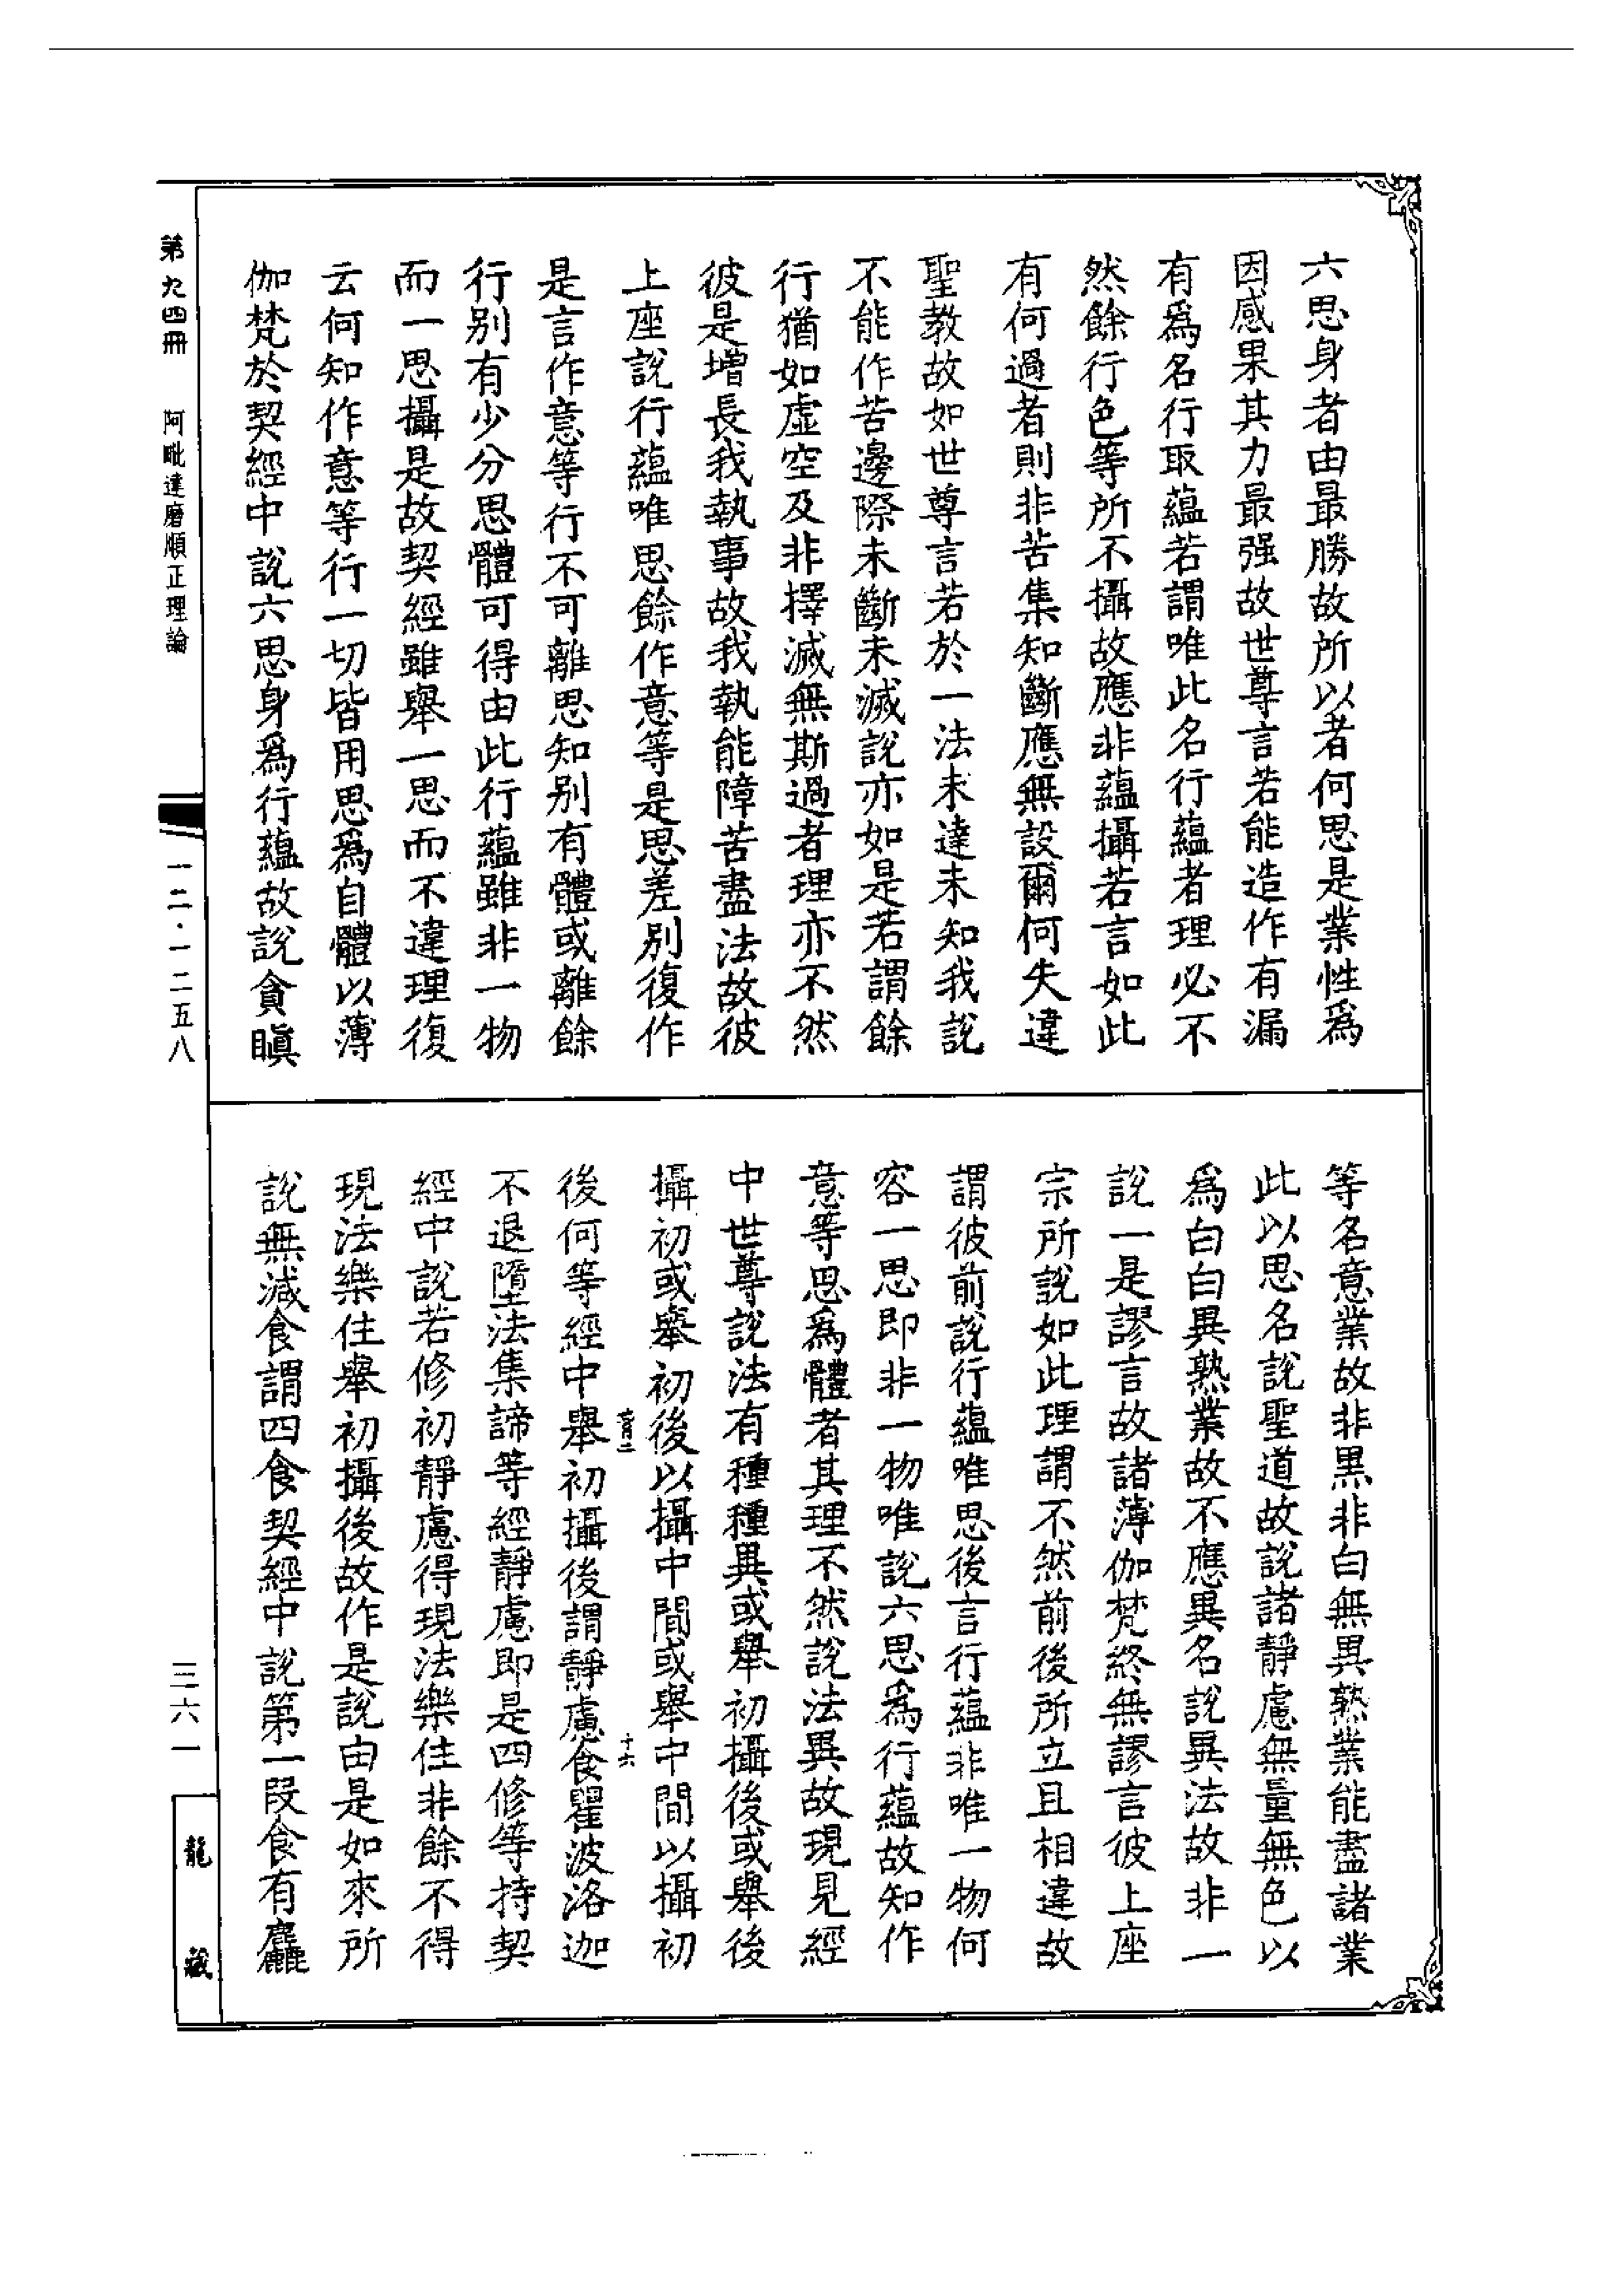 六思身者由最勝故所以者何思是業性爲
因感果其力最强故世尊言若能造作有漏
有爲名行取蘊若謂唯此名行蘊者理必不
然餘行色等所不攝故應非蘊攝若言如此
有何過者則非苦集知斷應無設爾何失違
聖教故如世尊言若於一法未達未知我說
不能作苦邊際未斷未滅說亦如是若謂餘
行猶如虛空及非擇滅無斯過者理亦不然
彼是增長我執事故我執能障苦盡法故彼
上座說行蘊唯思餘作意等是思差別復作
是言作意等行不可離思知別有體或離餘
行別有少分思體可得由此行蘊雖非一物
而一思攝是故契經雖舉一思而不違理復
云何知作意等行一切皆用思爲自體以薄
伽梵於契經中說六思身爲行蘊故說貪瞋
等名意業故非黑非白無異熟業能盡諸業
此以思名說聖道故說諸靜慮無量無色以
爲白白異熟業故不應異名說異法故非一
說一是謬言故諸薄伽梵終無謬言彼上座
宗所說如此理謂不然前後所立且相違故
謂彼前說行蘊唯思後言行蘊非唯一物何
容一思即非一物唯說六思爲行蘊故知作
意等思爲體者其理不然說法異故現見經
中世尊說法有種種異或舉初攝後或舉後
攝初或舉初後以攝中間或舉中間以攝初
後何等經中舉初攝後謂靜慮食瞿波洛迦
不退墮法集諦等經靜慮即是四修等持契
經中說若修初靜慮得現法樂住非餘不得
現法樂住舉初攝後故作是說由是如來所
說無減食謂四食契經中說第一段食有麤
十六
第九四冊
阿毗達磨順正理論
一二·一二五八
三六一
龍藏